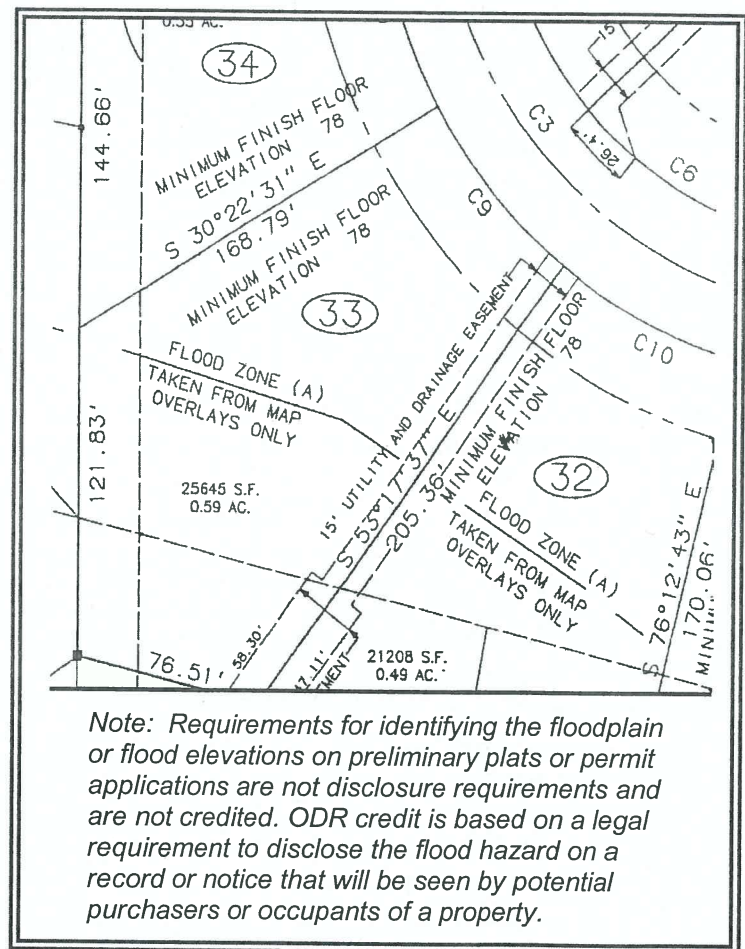 0.55 AC.
34
144.66'
MINIMUM FINISH FLOOR
ELEVATION 78
S 30°22'31" E
168.79'
MINIMUM FINISH FLOOR
ELEVATION 78
33
C3
26.4'
C6
C9
C10
15'
FLOOD ZONE (A)
TAKEN FROM MAP
OVERLAYS ONLY
121.83'
25645 S.F.
0.59 AC.
15' UTILITY AND DRAINAGE EASEMENT
S 53°17'37" E
205.36'
MINIMUM FINISH FLOOR
ELEVATION 78
32
FLOOD ZONE (A)
TAKEN FROM MAP
OVERLAYS ONLY
S 76°12'43" E
170.06'
76.51'
58.30'
21208 S.F.
0.49 AC.
Note: Requirements for identifying the floodplain
or flood elevations on preliminary plats or permit
applications are not disclosure requirements and
are not credited. ODR credit is based on a legal
requirement to disclose the flood hazard on a
record or notice that will be seen by potential
purchasers or occupants of a property.